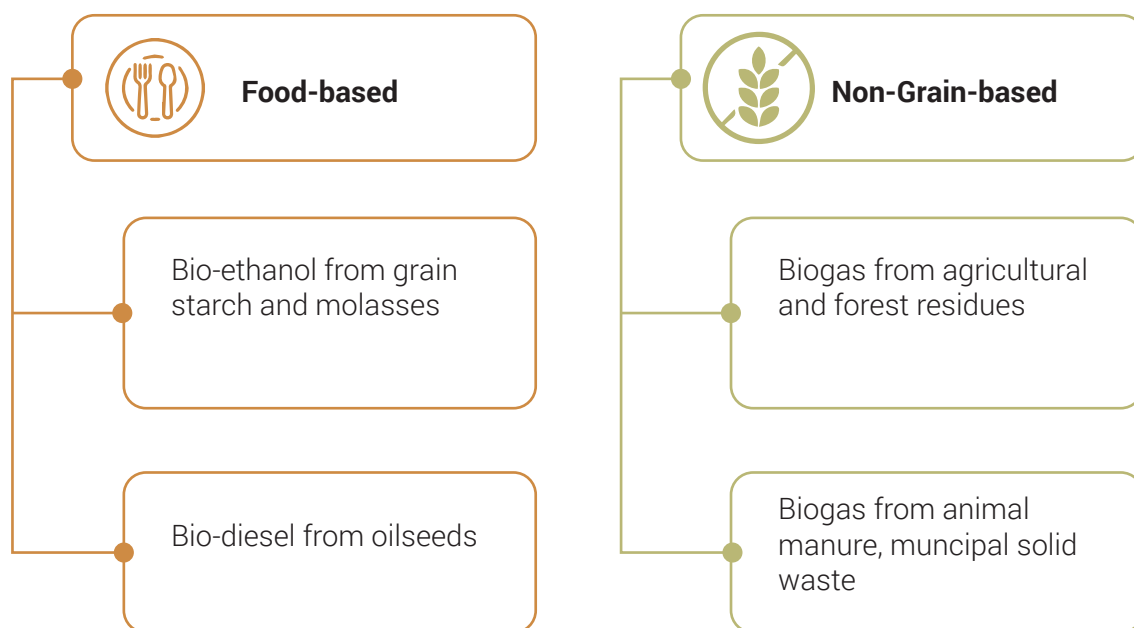 Food-based
Bio-ethanol from grain
starch and molasses
Bio-diesel from oilseeds
Non-Grain-based
Biogas from agricultural
and forest residues
Biogas from animal
manure, muncipal solid
waste